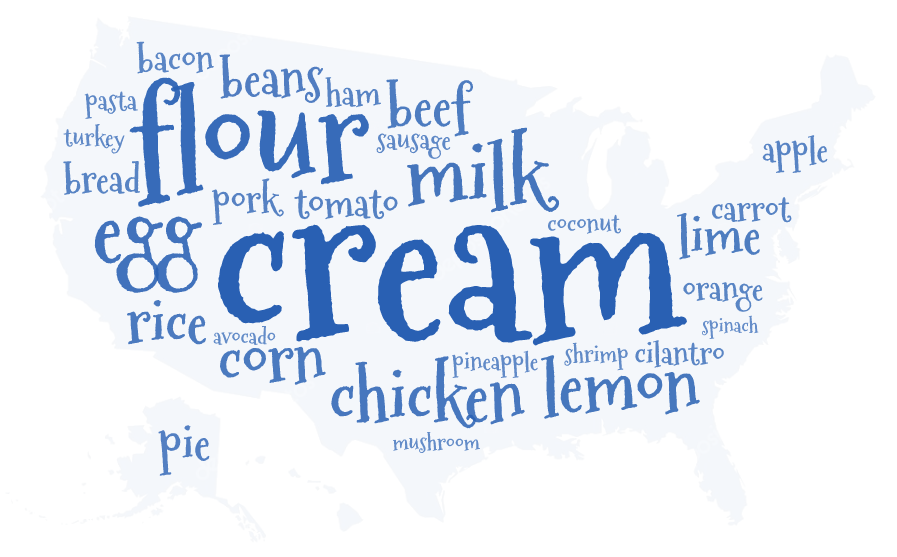 bacon
beans
ham
beef
pasta
flour
turkey
sausage
milk
apple
bread
pork
tomato
carrot
egg
cream
coconut
lime
orange
rice
avocado
spinach
corn
chicken
pineapple
lemon
shrimp
cilantro
pie
mushroom